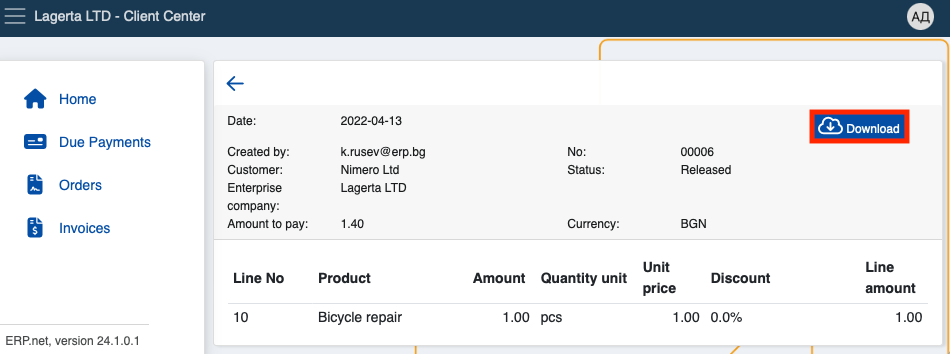 Lagerta LTD - Client Center
АД
Home
Due Payments
Orders
Invoices
ERP.net, version 24.1.0.1
Date: 2022-04-13
Download
Created by: k.rusev@erp.bg No: 00006
Customer: Nimero Ltd Status: Released
Enterprise company: Lagerta LTD
Amount to pay: 1.40 Currency: BGN
Line No Product Amount Quantity unit Unit price Discount Line amount
10 Bicycle repair 1.00 pcs 1.00 0.0% 1.00